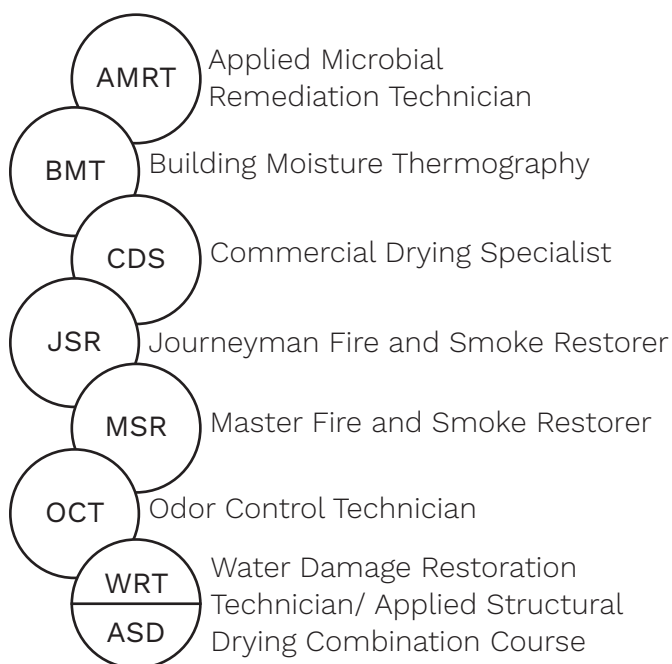 AMRT
Applied Microbial
Remediation Technician
BMT
Building Moisture Thermography
CDS
Commercial Drying Specialist
JSR
Journeyman Fire and Smoke Restorer
MSR
Master Fire and Smoke Restorer
OCT
Odor Control Technician
WRT
ASD
Water Damage Restoration
Technician/ Applied Structural
Drying Combination Course